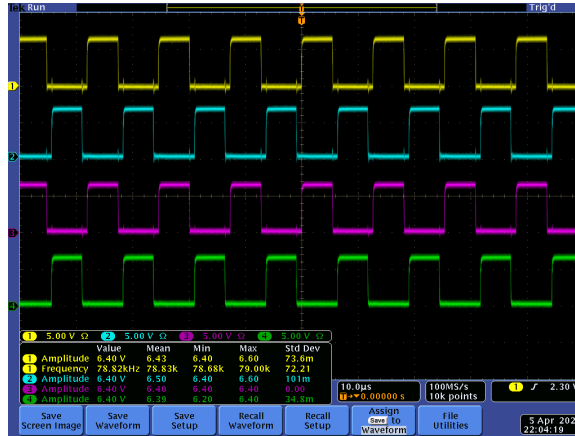 Tek Run Trig'd
T
1
2
3
4
1 5.00 V Ω 2 5.00 V Ω 3 5.00 V Ω 4 5.00 V Ω
Value Mean Min Max Std Dev
1 Amplitude 6.40 V 6.43 6.40 6.60 73.6m
1 Frequency 78.82kHz 78.83k 78.68k 79.00k 72.21
2 Amplitude 6.40 V 6.50 6.40 6.60 101m
3 Amplitude 6.40 V 6.40 6.40 6.40 0.00
4 Amplitude 6.40 V 6.39 6.20 6.40 34.8m
10.0µs
T→▼0.00000 s
100MS/s
10k points
1 ƒ 2.30 V
Save Screen Image
Save Waveform
Save Setup
Recall Waveform
Recall Setup
Assign Save to Waveform
File Utilities
5 Apr 202
22:04:19